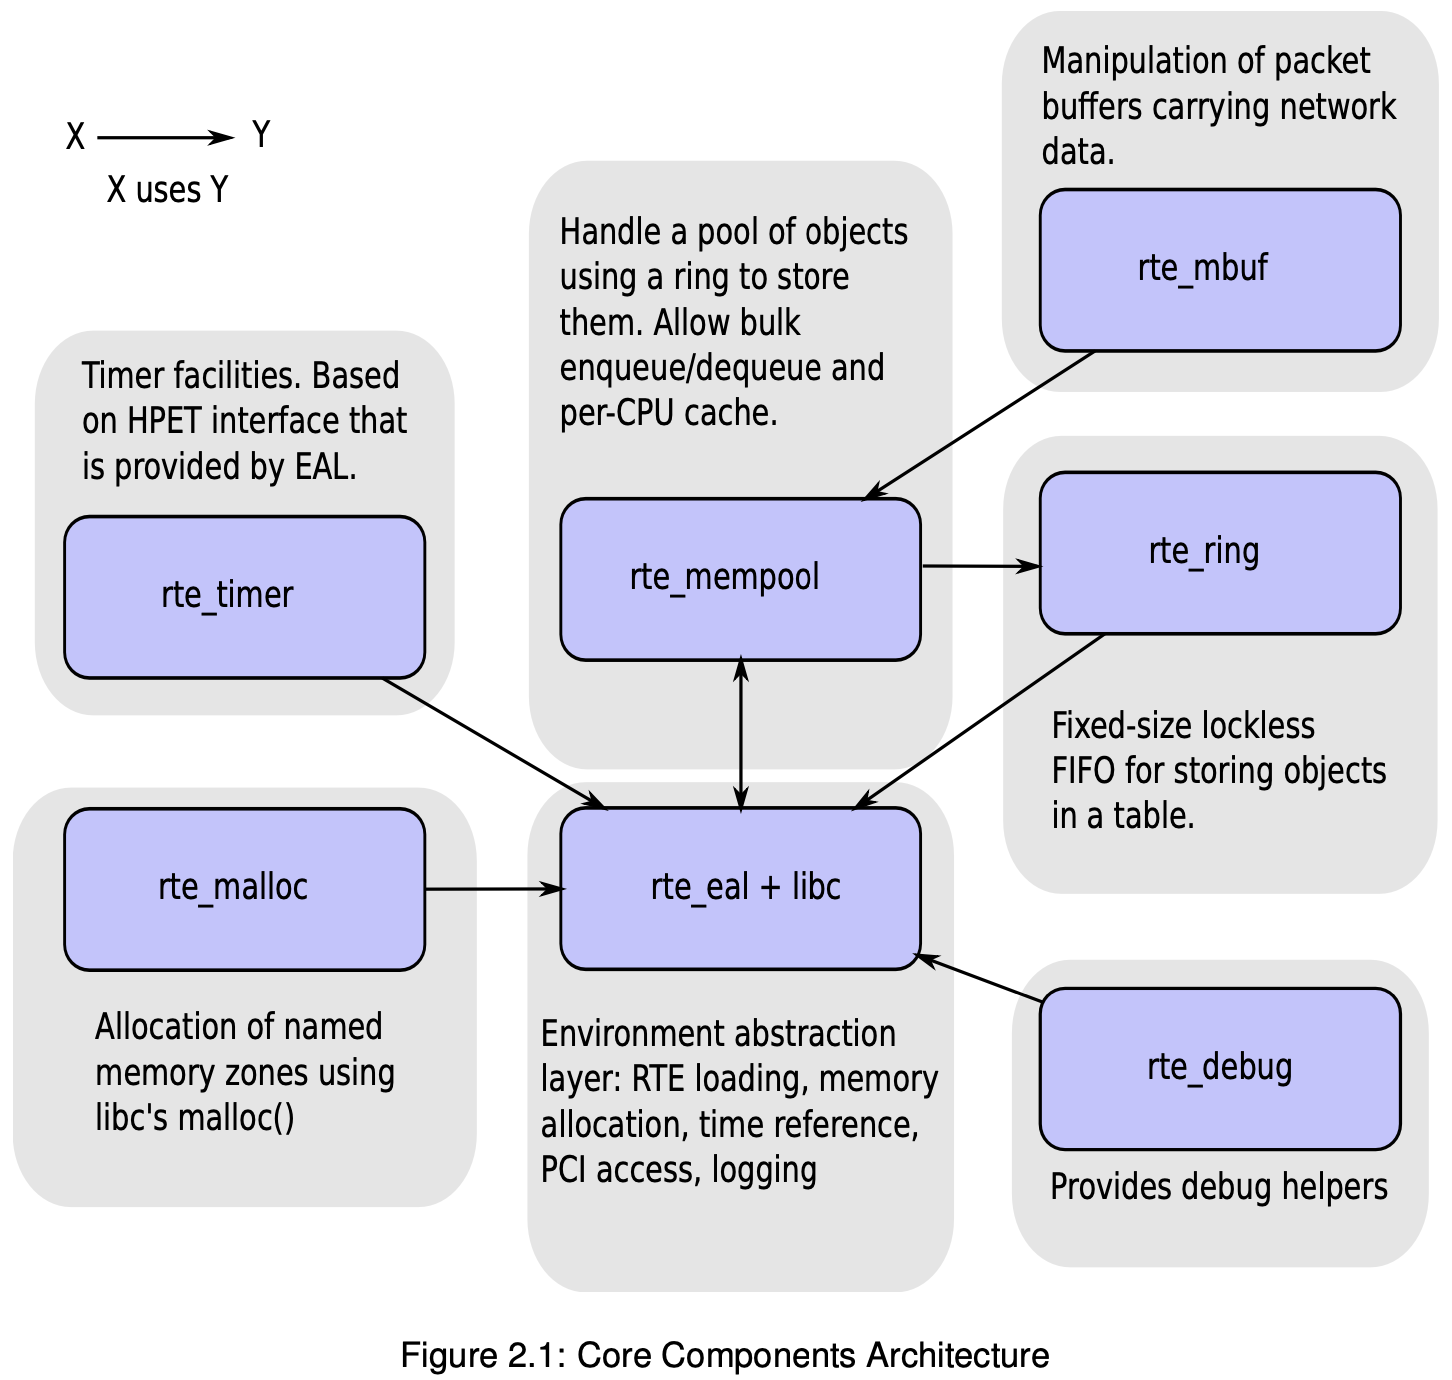 X
Y
X uses Y
Manipulation of packet
buffers carrying network
data.
rte_mbuf
Handle a pool of objects
using a ring to store
them. Allow bulk
enqueue/dequeue and
per-CPU cache.
rte_mempool
Timer facilities. Based
on HPET interface that
is provided by EAL.
rte_timer
rte_ring
Fixed-size lockless
FIFO for storing objects
in a table.
rte_malloc
Allocation of named
memory zones using
libc's malloc()
rte_eal + libc
Environment abstraction
layer: RTE loading, memory
allocation, time reference,
PCI access, logging
rte_debug
Provides debug helpers
Figure 2.1: Core Components Architecture